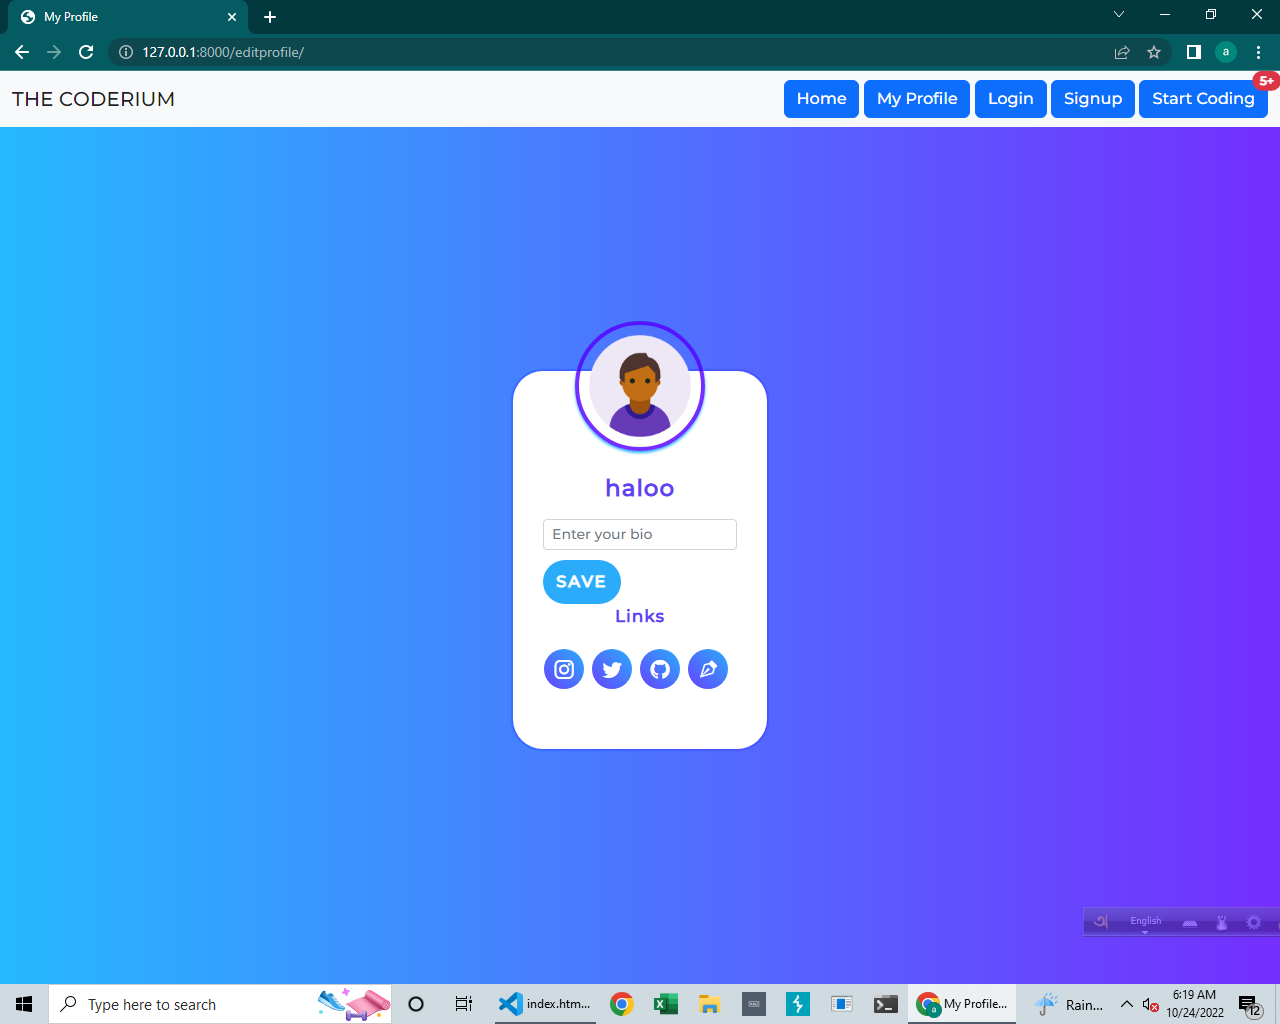 My Profile
127.0.0.1:8000/editprofile/
a
THE CODERIUM
Home
My Profile
Login
Signup
Start Coding
5+
haloo
Enter your bio
SAVE
Links
English
Type here to search
index.htm...
a
My Profile...
Rain...
6:19 AM
10/24/2022
12